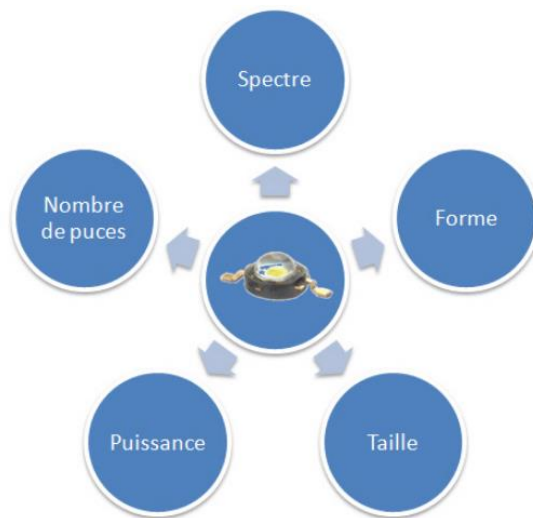 Spectre
Forme
Taille
Puissance
Nombre
de puces